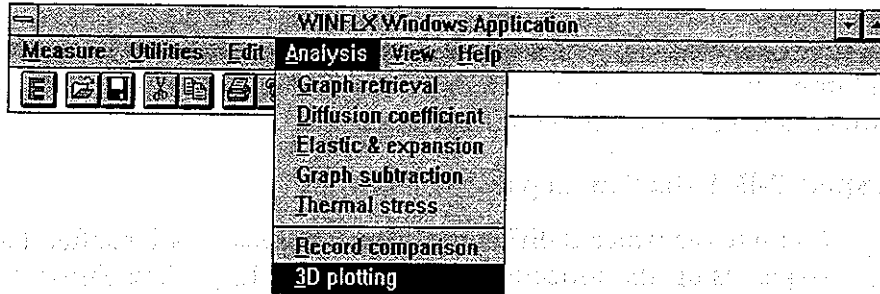 WINFLX Windows Application
Measure Utilities Edit Analysis View Help
E
Graph retrieval
Diffusion coefficient
Elastic & expansion
Graph subtraction
Thermal stress
Record comparison
3D plotting